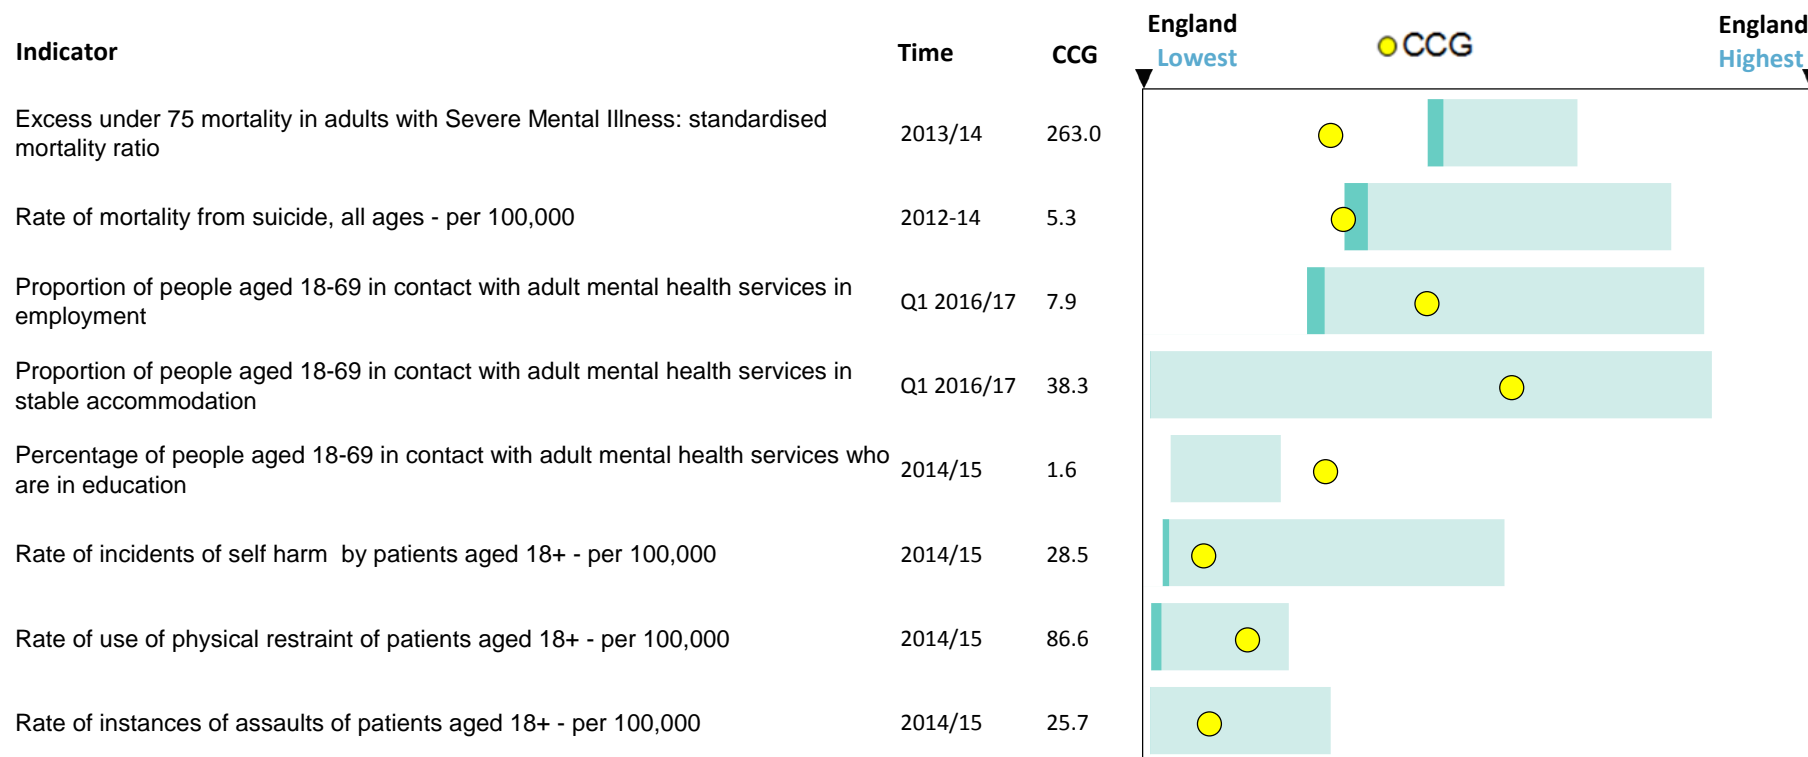 Indicator Time CCG England Lowest CCG England Highest
Excess under 75 mortality in adults with Severe Mental Illness: standardised
mortality ratio
2013/14 263.0
Rate of mortality from suicide, all ages - per 100,000 2012-14 5.3
Proportion of people aged 18-69 in contact with adult mental health services in
employment
Q1 2016/17 7.9
Proportion of people aged 18-69 in contact with adult mental health services in
stable accommodation
Q1 2016/17 38.3
Percentage of people aged 18-69 in contact with adult mental health services who
are in education
2014/15 1.6
Rate of incidents of self harm  by patients aged 18+ - per 100,000 2014/15 28.5
Rate of use of physical restraint of patients aged 18+ - per 100,000 2014/15 86.6
Rate of instances of assaults of patients aged 18+ - per 100,000 2014/15 25.7